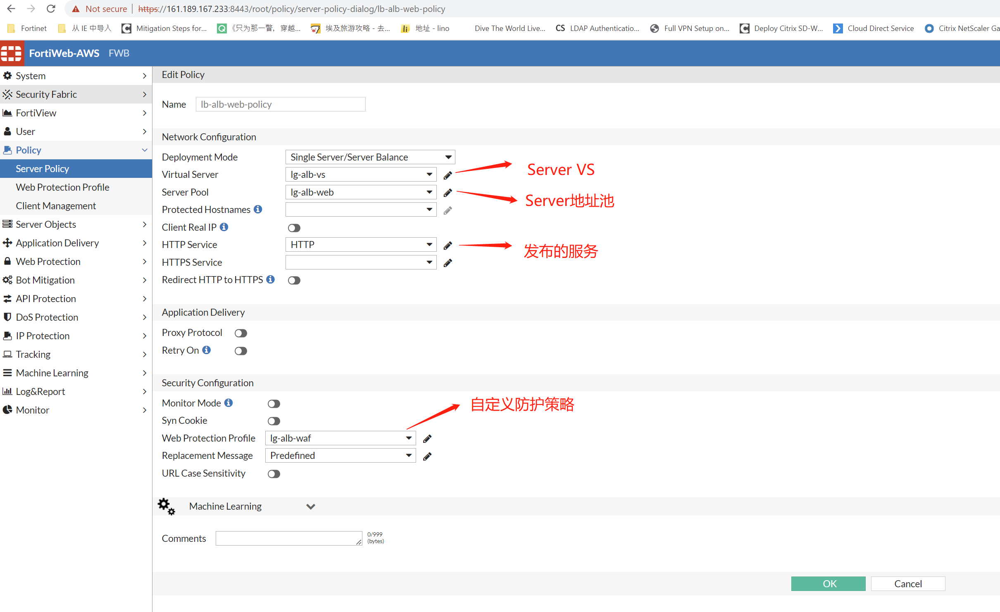 Not secure | https://161.189.167.233:8443/root/policy/server-policy-dialog/lb-alb-web-policy
Fortinet 从 IE 中导入 Mitigation Steps for... 《只为那一瞥，穿越... 埃及旅游攻略 - 去... 地址 - lino Dive The World Live... CS LDAP Authenticatio... Full VPN Setup on... Deploy Citrix SD-W... Cloud Direct Service Citrix NetScaler Ga
FortiWeb-AWS FWB
System
Security Fabric
FortiView
User
Policy
Server Policy
Web Protection Profile
Client Management
Server Objects
Application Delivery
Web Protection
Bot Mitigation
API Protection
DoS Protection
IP Protection
Tracking
Machine Learning
Log&Report
Monitor
Edit Policy
Name lb-alb-web-policy
Network Configuration
Deployment Mode Single Server/Server Balance
Virtual Server lg-alb-vs
Server VS
Server Pool lg-alb-web
Server地址池
Protected Hostnames
Client Real IP
HTTP Service HTTP
发布的服务
HTTPS Service
Redirect HTTP to HTTPS
Application Delivery
Proxy Protocol
Retry On
Security Configuration
Monitor Mode
自定义防护策略
Syn Cookie
Web Protection Profile lg-alb-waf
Replacement Message Predefined
URL Case Sensitivity
Machine Learning
Comments
0/999
(bytes)
OK Cancel